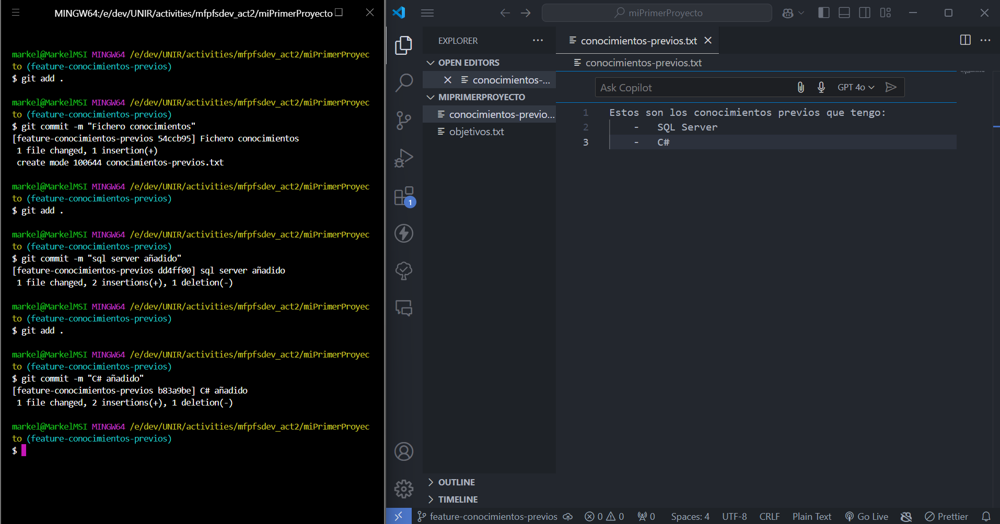 MINGW64:/e/dev/UNIR/activities/mfpfsdev_act2/miPrimerProyecto
markel@MarkelMSI MINGW64 /e/dev/UNIR/activities/mfpfsdev_act2/miPrimerProyec
to (feature-conocimientos-previos)
$ git add .
markel@MarkelMSI MINGW64 /e/dev/UNIR/activities/mfpfsdev_act2/miPrimerProyec
to (feature-conocimientos-previos)
$ git commit -m "Fichero conocimientos"
[feature-conocimientos-previos 54ccb95] Fichero conocimientos
1 file changed, 1 insertion(+)
create mode 100644 conocimientos-previos.txt
markel@MarkelMSI MINGW64 /e/dev/UNIR/activities/mfpfsdev_act2/miPrimerProyec
to (feature-conocimientos-previos)
$ git add .
markel@MarkelMSI MINGW64 /e/dev/UNIR/activities/mfpfsdev_act2/miPrimerProyec
to (feature-conocimientos-previos)
$ git commit -m "sql server añadido"
[feature-conocimientos-previos dd4ff00] sql server añadido
1 file changed, 2 insertions(+), 1 deletion(-)
markel@MarkelMSI MINGW64 /e/dev/UNIR/activities/mfpfsdev_act2/miPrimerProyec
to (feature-conocimientos-previos)
$ git add .
markel@MarkelMSI MINGW64 /e/dev/UNIR/activities/mfpfsdev_act2/miPrimerProyec
to (feature-conocimientos-previos)
$ git commit -m "C# añadido"
[feature-conocimientos-previos b83a9be] C# añadido
1 file changed, 2 insertions(+), 1 deletion(-)
markel@MarkelMSI MINGW64 /e/dev/UNIR/activities/mfpfsdev_act2/miPrimerProyec
to (feature-conocimientos-previos)
$
miPrimerProyecto
EXPLORER
OPEN EDITORS
conocimientos-...
MIPRIMERPROYECTO
conocimientos-previo...
objetivos.txt
1
OUTLINE
TIMELINE
conocimientos-previos.txt
conocimientos-previos.txt
Ask Copilot GPT 4o
1 Estos son los conocimientos previos que tengo:
2 - SQL Server
3 - C#
feature-conocimientos-previos 0 0 0 Spaces: 4 UTF-8 CRLF Plain Text Go Live Prettier